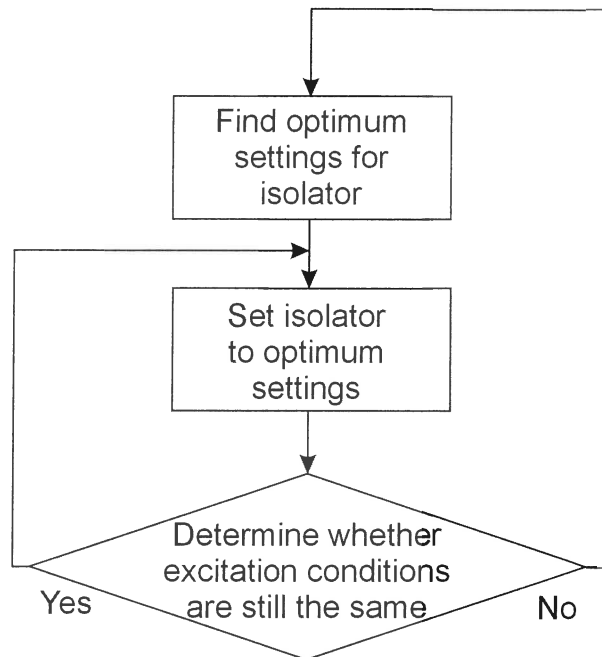 Find optimum
settings for
isolator
Set isolator
to optimum
settings
Determine whether
excitation conditions
are still the same
Yes
No